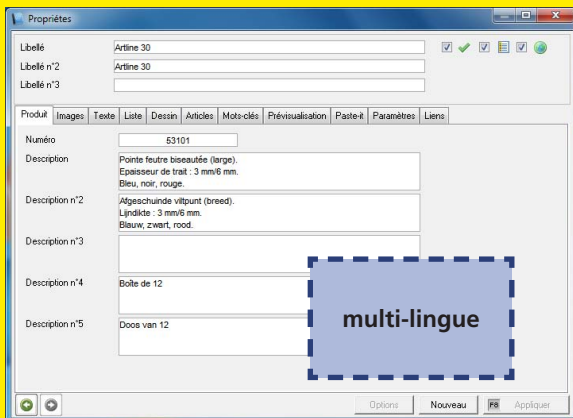 Propriétes
Libellé Artline 30
Libellé n°2 Artline 30
Libellé n°3
Produit Images Texte Liste Dessin Articles Mots-clés Prévisualisation Paste-it Paramètres Liens
Numéro 53101
Description Pointe feutre biseautée (large).
Epaisseur de trait : 3 mm/6 mm.
Bleu, noir, rouge.
Description n°2 Afgeschuinde viltpunt (breed).
Lijndikte : 3 mm/6 mm.
Blauw, zwart, rood.
Description n°3
Description n°4 Boîte de 12
multi-lingue
Description n°5 Doos van 12
Options Nouveau F8 Appliquer